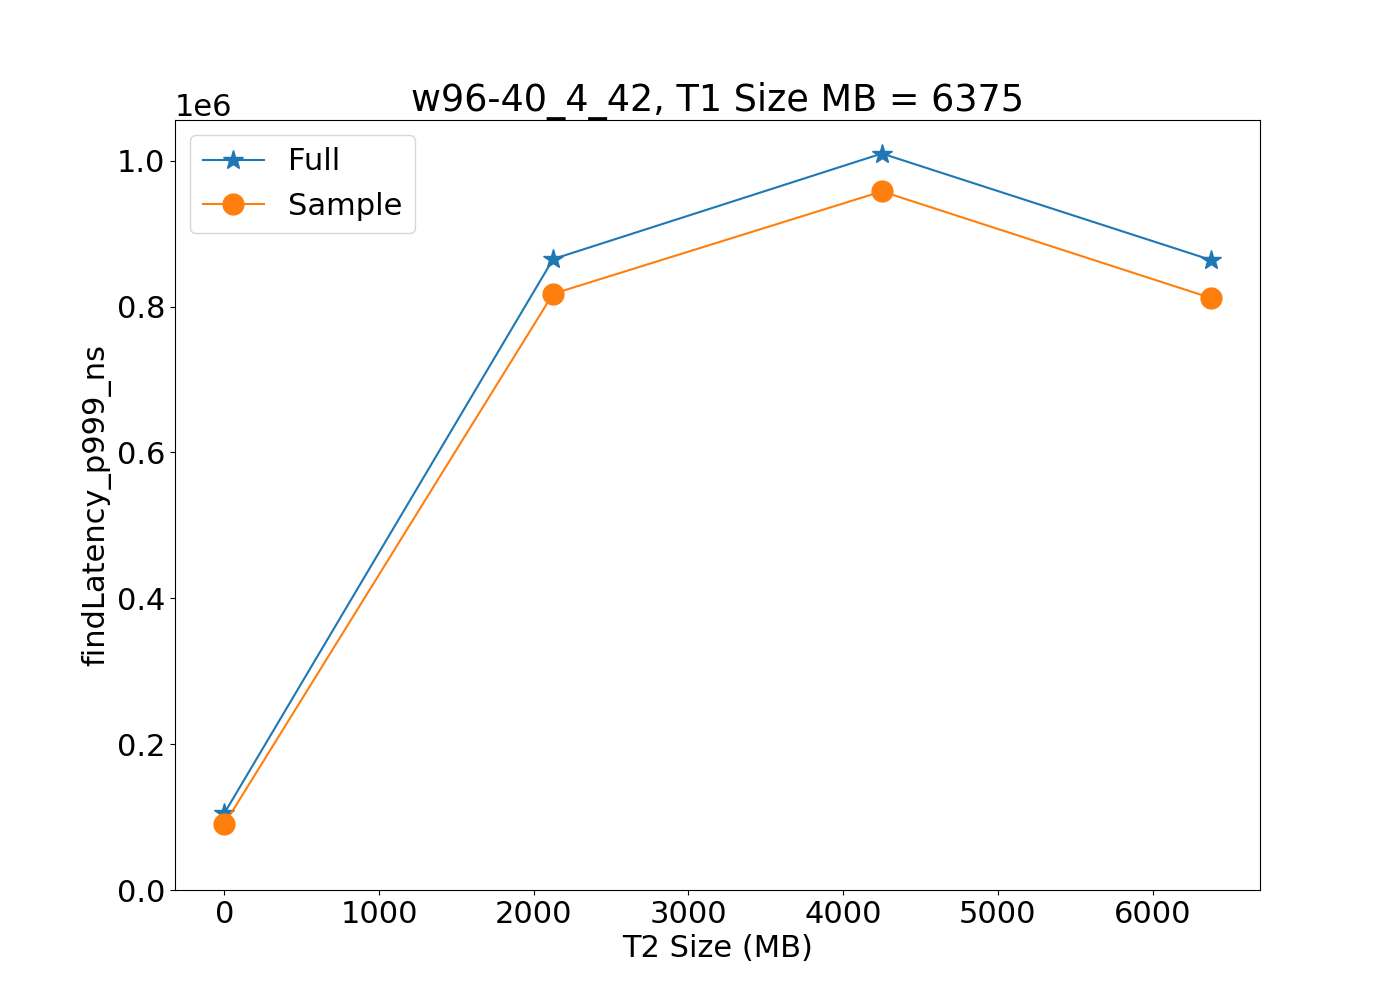 w96-40_4_42, T1 Size MB = 6375
1e6
Full
Sample
1.0
0.8
0.6
0.4
0.2
0.0
findLatency_p999_ns
0 1000 2000 3000 4000 5000 6000
T2 Size (MB)